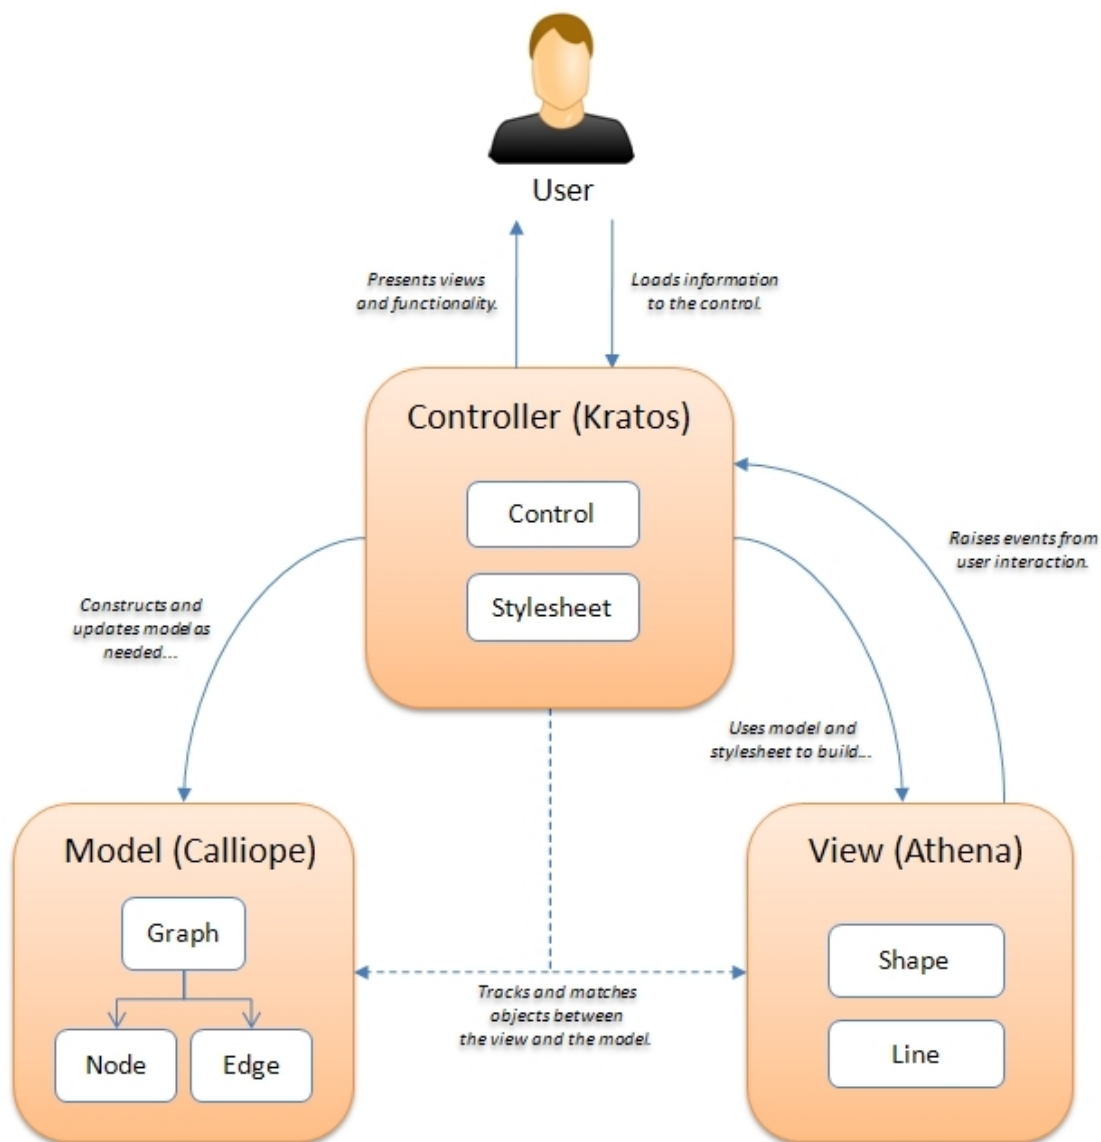 User
Presents views
and functionality.
Loads information
to the control.
Controller (Kratos)
Control
Stylesheet
Raises events from
user interaction.
Constructs and
updates model as
needed...
Uses model and
stylesheet to build...
Model (Calliope)
Graph
Node
Edge
Tracks and matches
objects between
the view and the model.
View (Athena)
Shape
Line